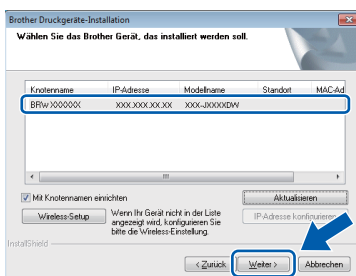 Brother Druckgeräte-Installation
Wählen Sie das Brother Gerät, das installiert werden soll.
Knotenname IP-Adresse Modellname Standort MAC-Ad
BRWXXXXXX XXX.XXX.XX.XX XXX-JXXXXDW
Mit Knotennamen einrichten
Aktualisieren
Wireless-Setup
Wenn Ihr Gerät nicht in der Liste
angezeigt wird, konfigurieren Sie
bitte die Wireless-Einstellung.
IP-Adresse konfigurieren
InstallShield
< Zurück Weiter > Abbrechen